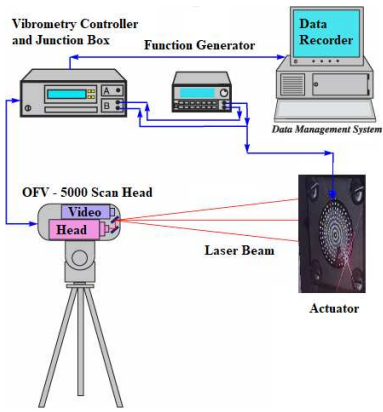 Vibrometry Controller
and Junction Box
Function Generator
Data
Recorder
A
B
Data Management System
OFV - 5000 Scan Head
Video
Head
Laser Beam
Actuator